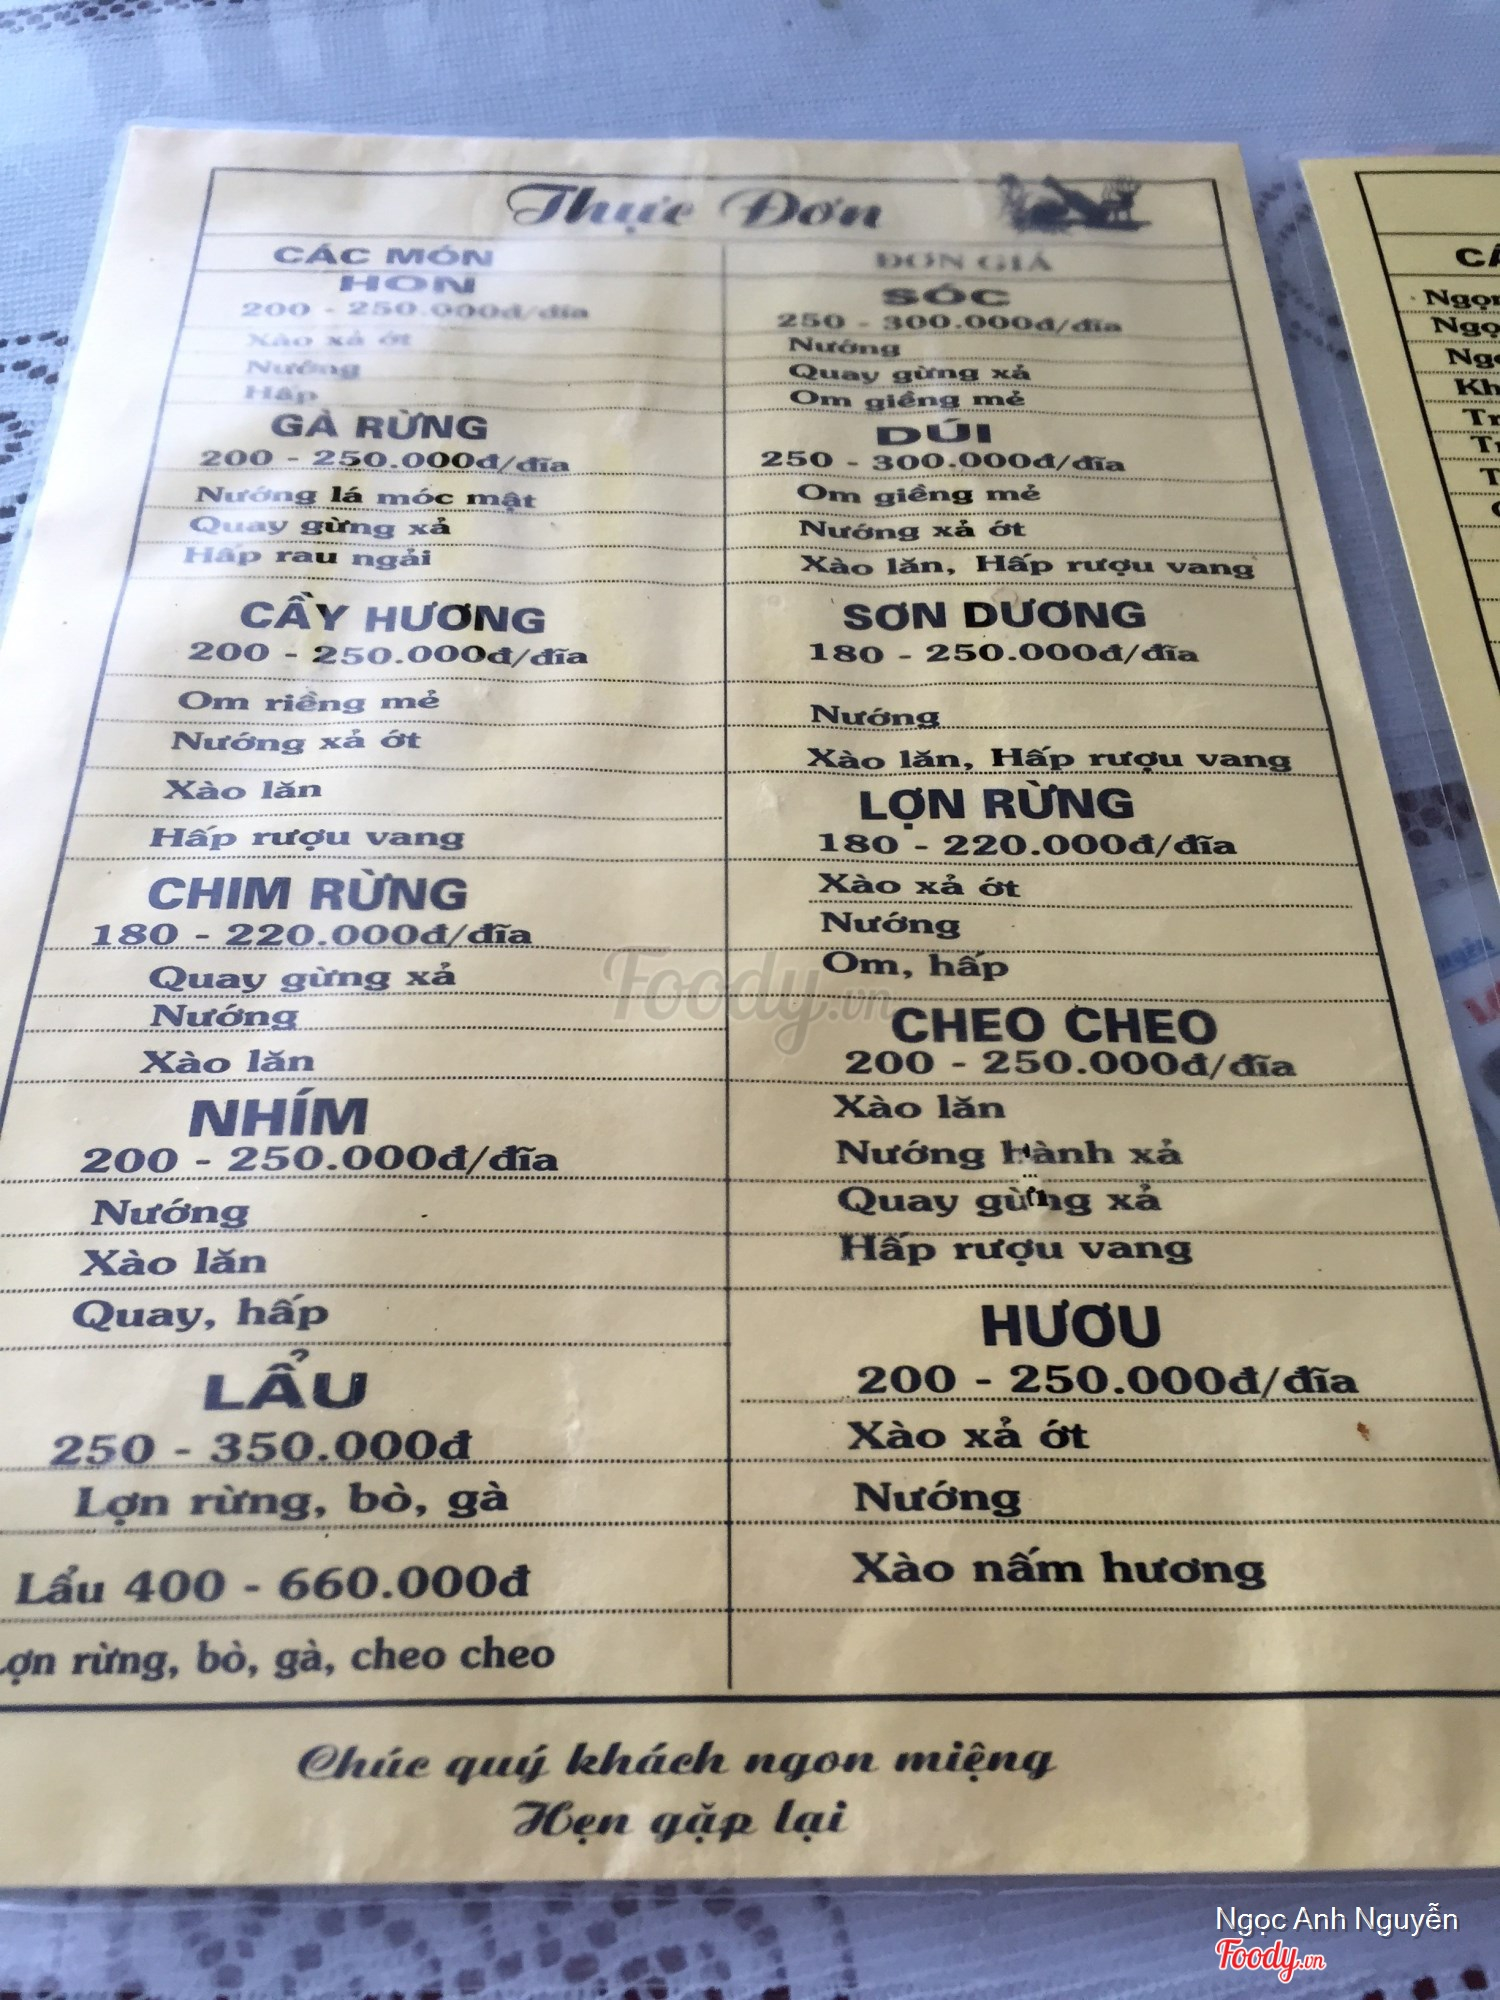 Thực Đơn
CÁC MÓN
HON
200 - 250.000đ/đĩa
Xào xả ớt
Nướng
Hấp
GÀ RỪNG
200 - 250.000đ/đĩa
Nướng lá móc mật
Quay gừng xả
Hấp rau ngải
CẦY HƯƠNG
200 - 250.000đ/đĩa
Om riềng mẻ
Nướng xả ớt
Xào lăn
Hấp rượu vang
CHIM RỪNG
180 - 220.000đ/đĩa
Quay gừng xả
Nướng
Xào lăn
NHÍM
200 - 250.000đ/đĩa
Nướng
Xào lăn
Quay, hấp
LẨU
250 - 350.000đ
Lợn rừng, bò, gà
Lẩu 400 - 660.000đ
Lợn rừng, bò, gà, cheo cheo
ĐƠN GIÁ
SÓC
250 - 300.000đ/đĩa
Nướng
Quay gừng xả
Om giềng mẻ
DÚI
250 - 300.000đ/đĩa
Om giềng mẻ
Nướng xả ớt
Xào lăn, Hấp rượu vang
SƠN DƯƠNG
180 - 250.000đ/đĩa
Nướng
Xào lăn, Hấp rượu vang
LỢN RỪNG
180 - 220.000đ/đĩa
Xào xả ớt
Nướng
Om, hấp
CHEO CHEO
200 - 250.000đ/đĩa
Xào lăn
Nướng hành xả
Quay gừng xả
Hấp rượu vang
HƯƠU
200 - 250.000đ/đĩa
Xào xả ớt
Nướng
Xào nấm hương
Chúc quý khách ngon miệng
Hẹn gặp lại
Foody.vn
Ngọc Anh Nguyễn
Foody.vn